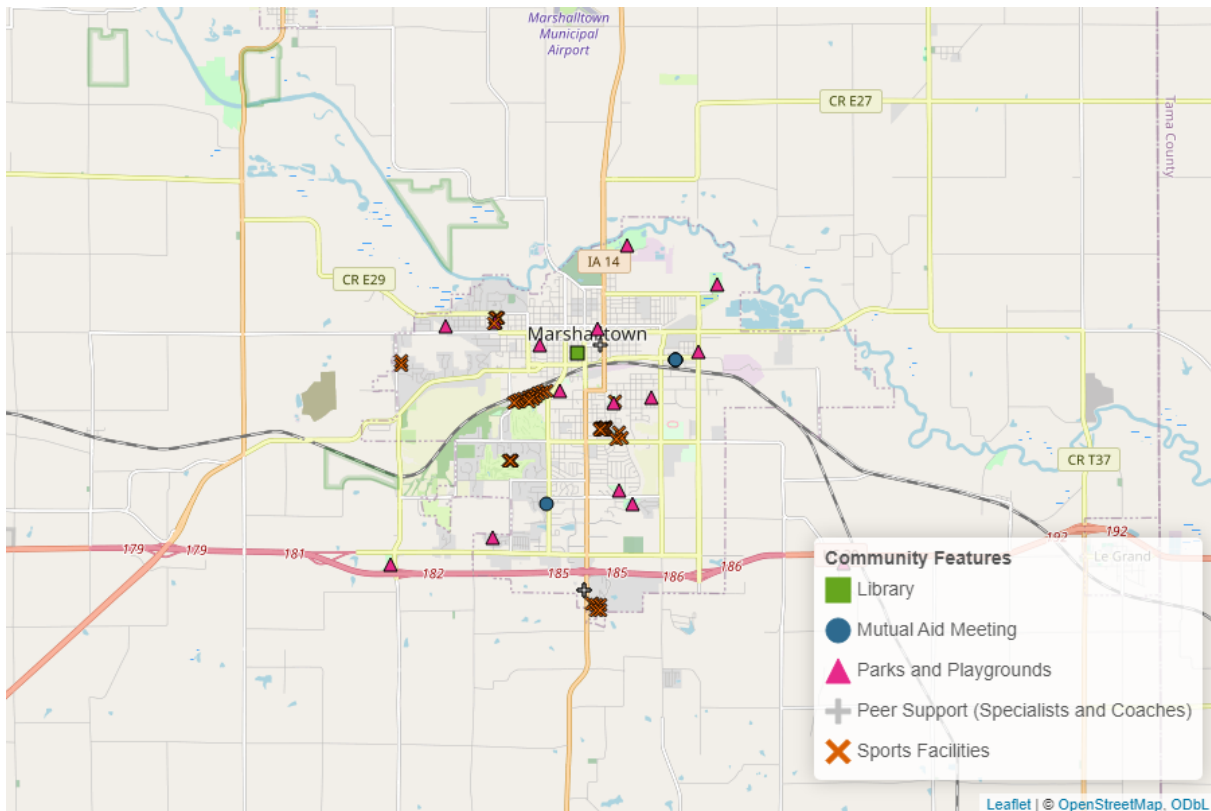 Marshalltown
Municipal
Airport
CR E27
Tama County
IA 14
CR E29
Marshalltown
CR T37
179
179
181
182
185
185
186
186
192
192
Le Grand
Community Features
Library
Mutual Aid Meeting
Parks and Playgrounds
Peer Support (Specialists and Coaches)
Sports Facilities
Leaflet | © OpenStreetMap, ODbL